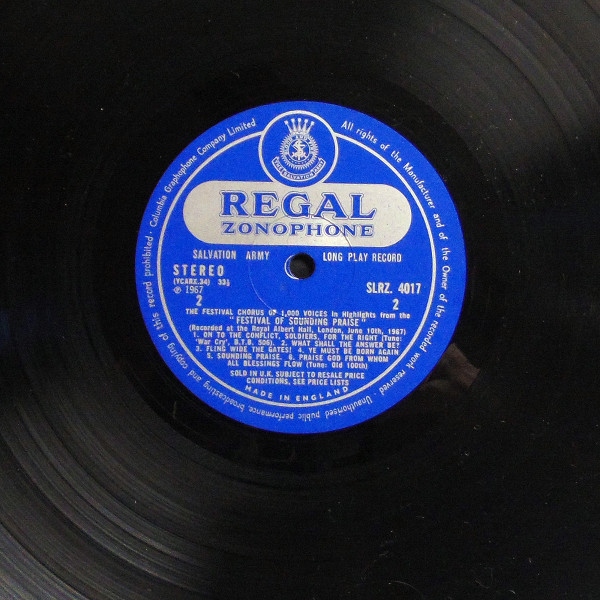 Columbia Graphophone Company Limited
All rights of the Manufacturer and of the Owner of the recorded work reserved · Unauthorised public performance, broadcasting and copying of this record prohibited ·
THE SALVATION ARMY
REGAL
ZONOPHONE
SALVATION ARMY LONG PLAY RECORD
STEREO
(YCARX.34) 33⅓ SLRZ. 4017
℗ 1967
2 2
THE FESTIVAL CHORUS OF 1,000 VOICES in Highlights from the
"FESTIVAL OF SOUNDING PRAISE"
(Recorded at the Royal Albert Hall, London, June 10th, 1967)
1. ON TO THE CONFLICT, SOLDIERS, FOR THE RIGHT (Tune:
'War Cry', B.T.B. 506). 2. WHAT SHALL THE ANSWER BE?
3. FLING WIDE THE GATES! 4. YE MUST BE BORN AGAIN
5. SOUNDING PRAISE. 6. PRAISE GOD FROM WHOM
ALL BLESSINGS FLOW (Tune: Old 100th)
SOLD IN U.K. SUBJECT TO RESALE PRICE
CONDITIONS, SEE PRICE LISTS
MADE IN ENGLAND